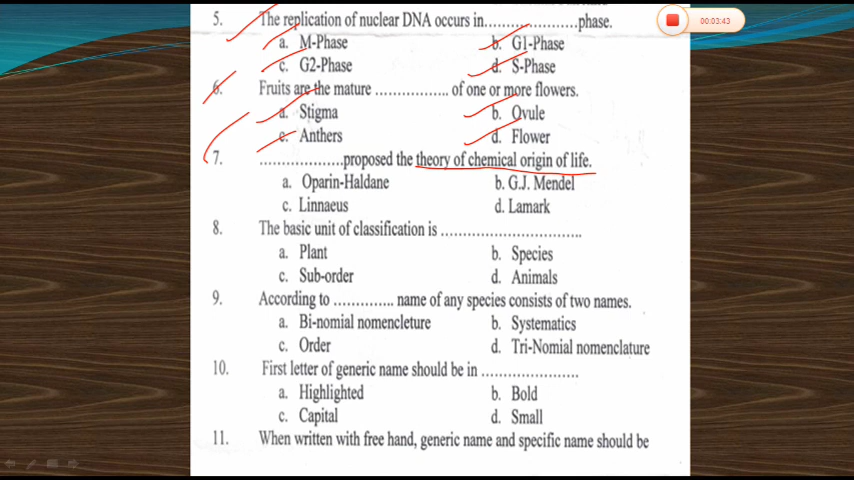 00:03:43
5. The replication of nuclear DNA occurs in...................phase.
a. M-Phase b. G1-Phase
c. G2-Phase d. S-Phase
6. Fruits are the mature ............... of one or more flowers.
a. Stigma b. Ovule
c. Anthers d. Flower
7. ..................proposed the theory of chemical origin of life.
a. Oparin-Haldane b. G.J. Mendel
c. Linnaeus d. Lamark
8. The basic unit of classification is ..............................
a. Plant b. Species
c. Sub-order d. Animals
9. According to ............. name of any species consists of two names.
a. Bi-nomial nomencleture b. Systematics
c. Order d. Tri-Nomial nomenclature
10. First letter of generic name should be in .....................
a. Highlighted b. Bold
c. Capital d. Small
11. When written with free hand, generic name and specific name should be